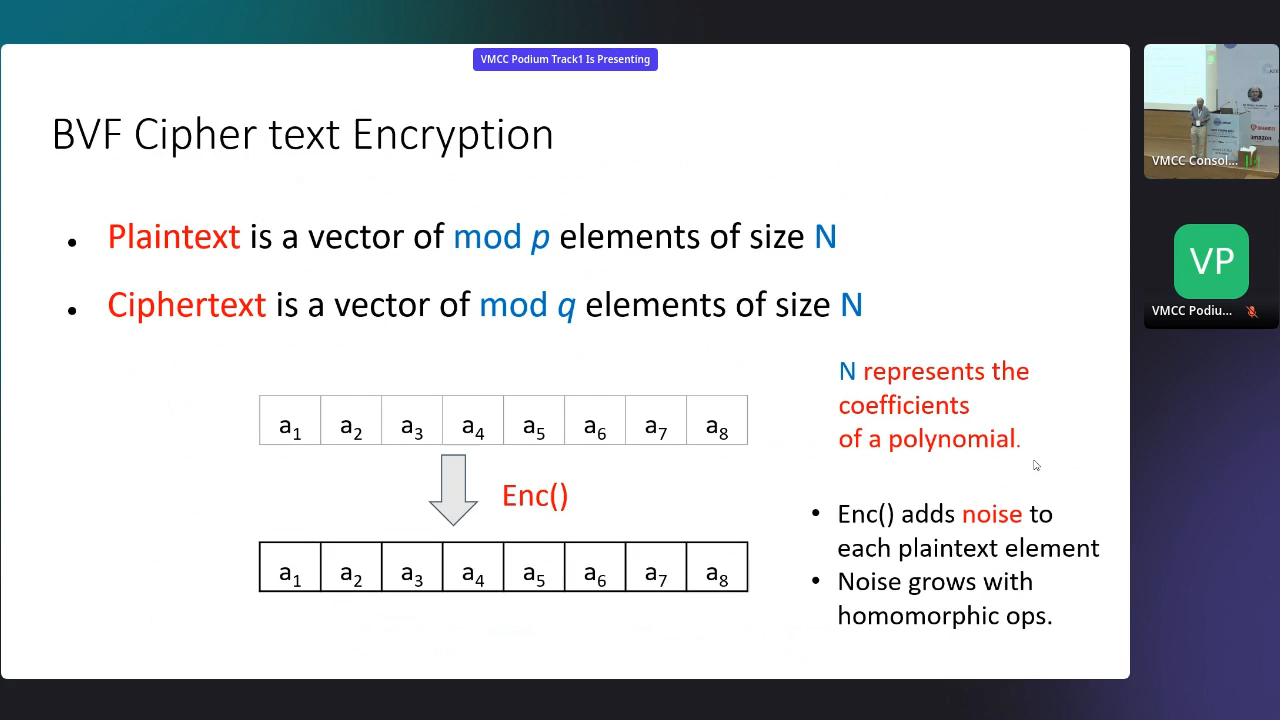 VMCC Podium Track1 Is Presenting
BVF Cipher text Encryption
• Plaintext is a vector of mod p elements of size N
• Ciphertext is a vector of mod q elements of size N
N represents the
coefficients
of a polynomial.
a1 a2 a3 a4 a5 a6 a7 a8
Enc()
a1 a2 a3 a4 a5 a6 a7 a8
• Enc() adds noise to
each plaintext element
• Noise grows with
homomorphic ops.
amazon
VMCC Consol...
VP
VMCC Podiu...